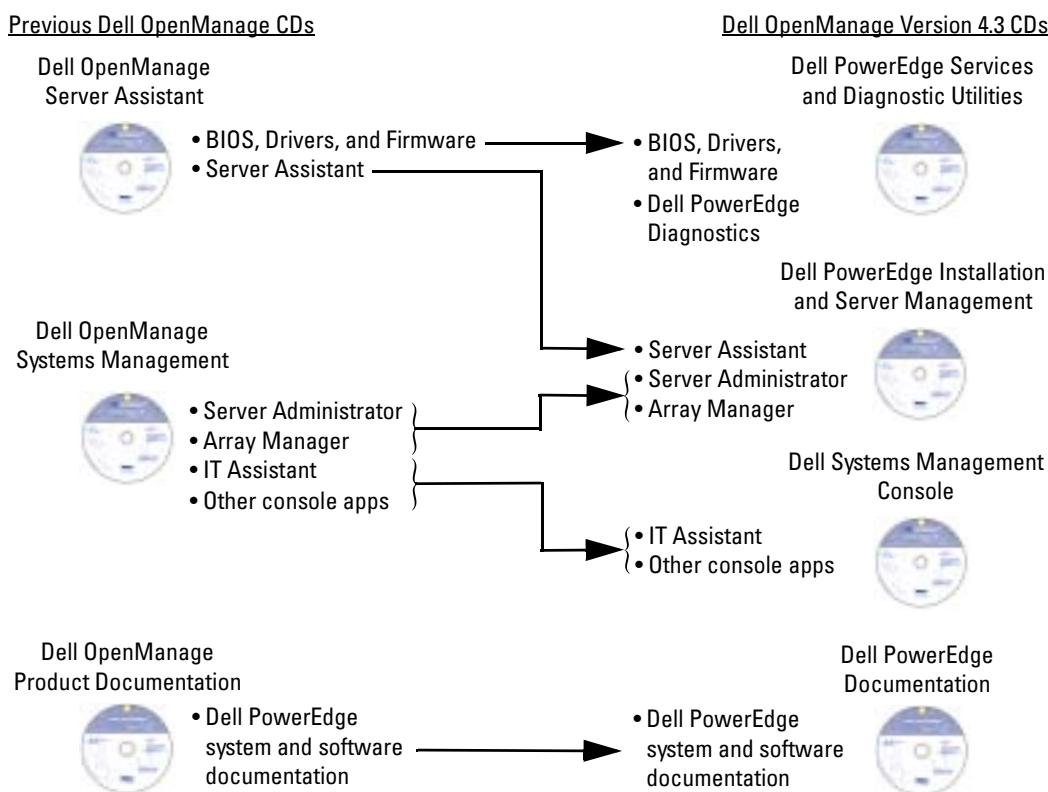 Previous Dell OpenManage CDs
Dell OpenManage Version 4.3 CDs
Dell OpenManage
Server Assistant
• BIOS, Drivers, and Firmware
• Server Assistant
Dell PowerEdge Services
and Diagnostic Utilities
• BIOS, Drivers,
and Firmware
• Dell PowerEdge
Diagnostics
Dell PowerEdge Installation
and Server Management
• Server Assistant
• Server Administrator
• Array Manager
Dell OpenManage
Systems Management
• Server Administrator
• Array Manager
• IT Assistant
• Other console apps
Dell Systems Management
Console
• IT Assistant
• Other console apps
Dell OpenManage
Product Documentation
• Dell PowerEdge
system and software
documentation
Dell PowerEdge
Documentation
• Dell PowerEdge
system and software
documentation